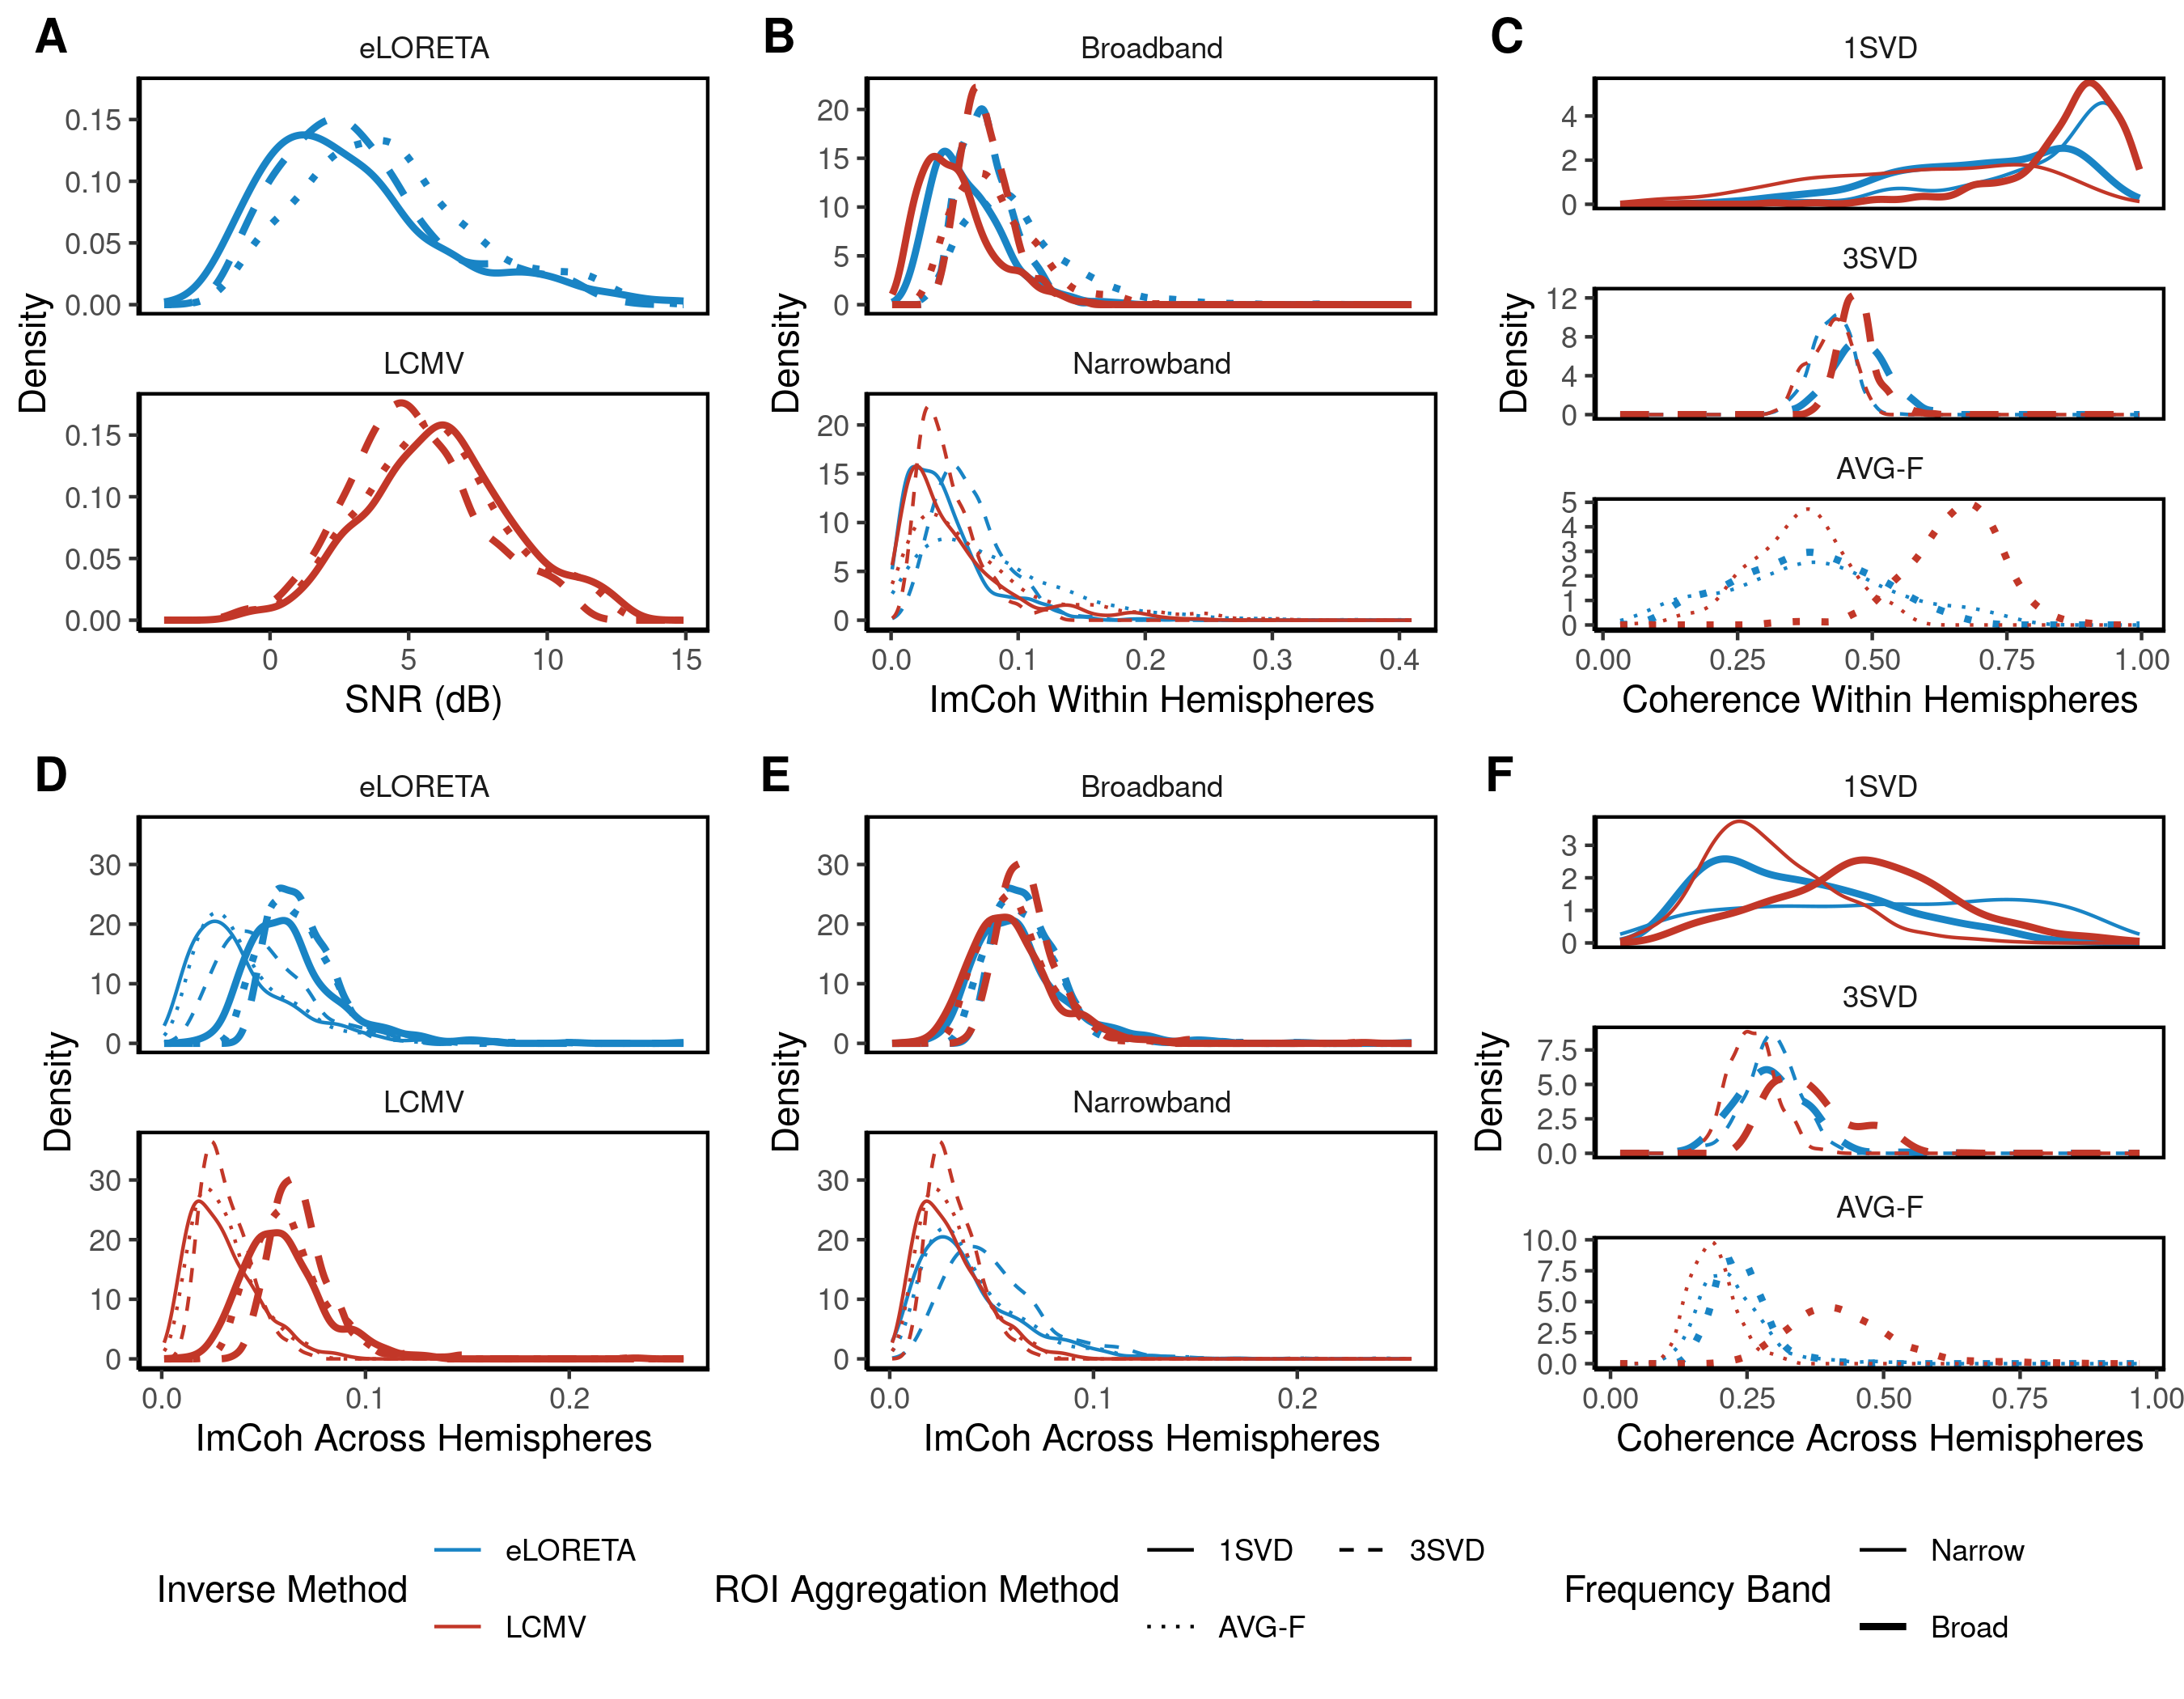 A
eLORETA
0.15
0.10
0.05
0.00
LCMV
0.15
0.10
0.05
0.00
Density
0 5 10 15
SNR (dB)
B
Broadband
20
15
10
5
0
Narrowband
20
15
10
5
0
Density
0.0 0.1 0.2 0.3 0.4
ImCoh Within Hemispheres
C
1SVD
4
2
0
3SVD
12
8
4
0
AVG-F
5
4
3
2
1
0
Density
0.00 0.25 0.50 0.75 1.00
Coherence Within Hemispheres
D
eLORETA
30
20
10
0
LCMV
30
20
10
0
Density
0.0 0.1 0.2
ImCoh Across Hemispheres
E
Broadband
30
20
10
0
Narrowband
30
20
10
0
Density
0.0 0.1 0.2
ImCoh Across Hemispheres
F
1SVD
3
2
1
0
3SVD
7.5
5.0
2.5
0.0
AVG-F
10.0
7.5
5.0
2.5
0.0
Density
0.00 0.25 0.50 0.75 1.00
Coherence Across Hemispheres
Inverse Method
eLORETA
LCMV
ROI Aggregation Method
1SVD 3SVD
AVG-F
Frequency Band
Narrow
Broad